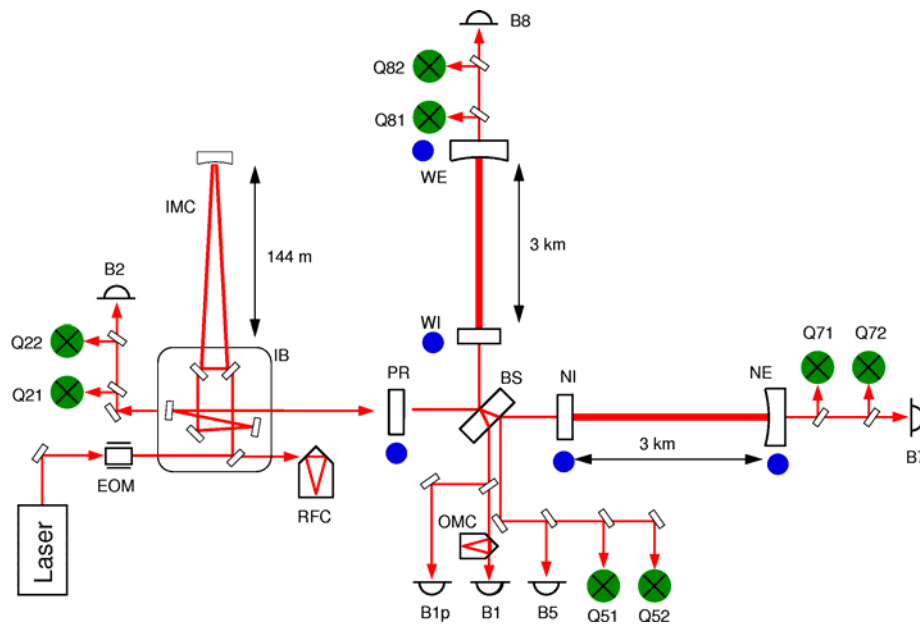 B8
Q82
Q81
WE
IMC
3 km
144 m
B2
WI
IB
Q22
Q71
Q72
PR
BS
NI
NE
Q21
3 km
B7
EOM
RFC
OMC
Laser
B1p
B1
B5
Q51
Q52